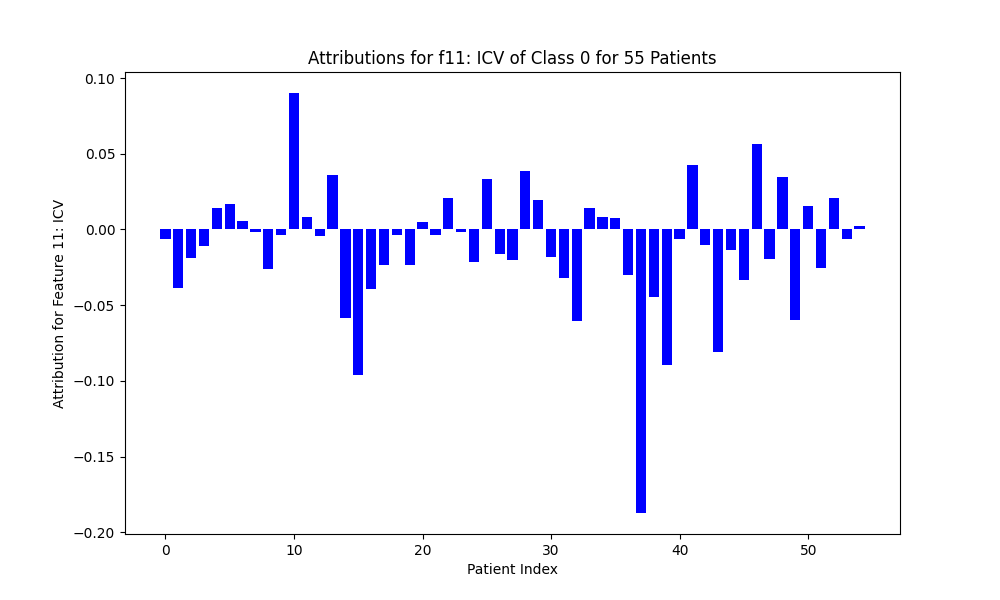 Attributions for f11: ICV of Class 0 for 55 Patients
Attribution for Feature 11: ICV
0.10
0.05
0.00
−0.05
−0.10
−0.15
−0.20
0 10 20 30 40 50
Patient Index